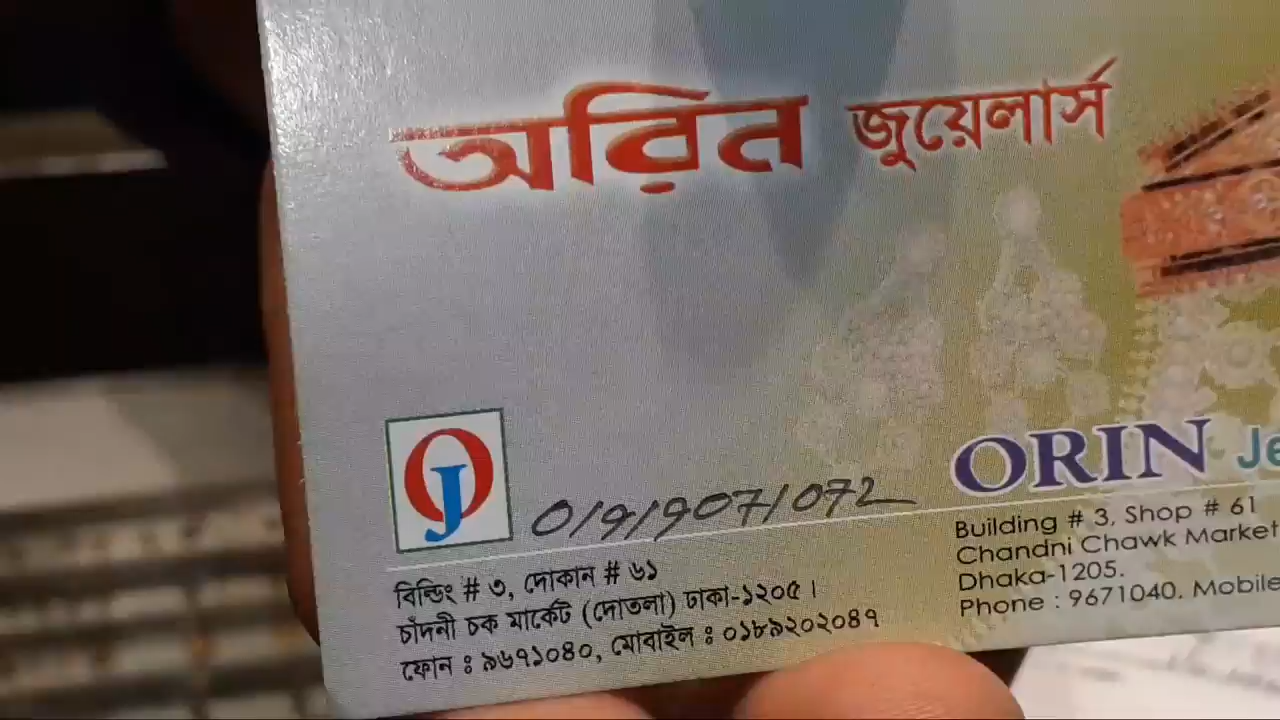 অরিন জুয়েলার্স
OJ
01919071072
বিল্ডিং # ৩, দোকান # ৬১
চাঁদনী চক মার্কেট (দোতলা) ঢাকা-১২০৫।
ফোন : ৯৬৭১০৪০, মোবাইল : ০১৮৯২০২০৪৭
ORIN Je
Building # 3, Shop # 61
Chandni Chawk Market
Dhaka-1205.
Phone : 9671040. Mobile